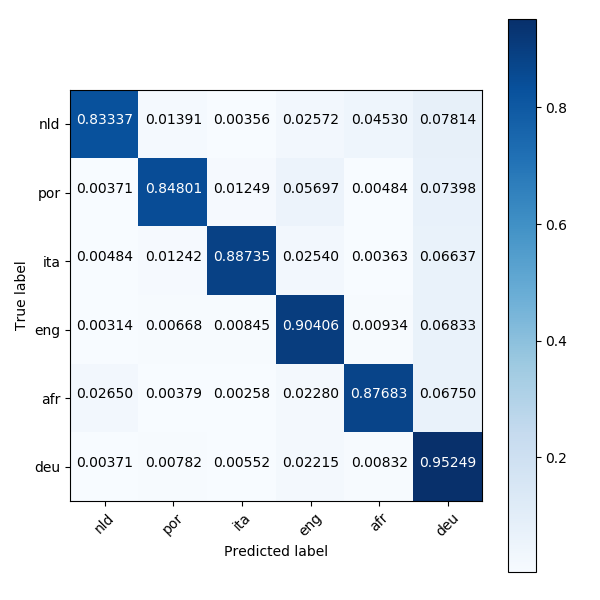 nld 0.83337 0.01391 0.00356 0.02572 0.04530 0.07814
por 0.00371 0.84801 0.01249 0.05697 0.00484 0.07398
ita 0.00484 0.01242 0.88735 0.02540 0.00363 0.06637
eng 0.00314 0.00668 0.00845 0.90406 0.00934 0.06833
afr 0.02650 0.00379 0.00258 0.02280 0.87683 0.06750
deu 0.00371 0.00782 0.00552 0.02215 0.00832 0.95249
nld por ita eng afr deu
True label
Predicted label
0.8
0.6
0.4
0.2